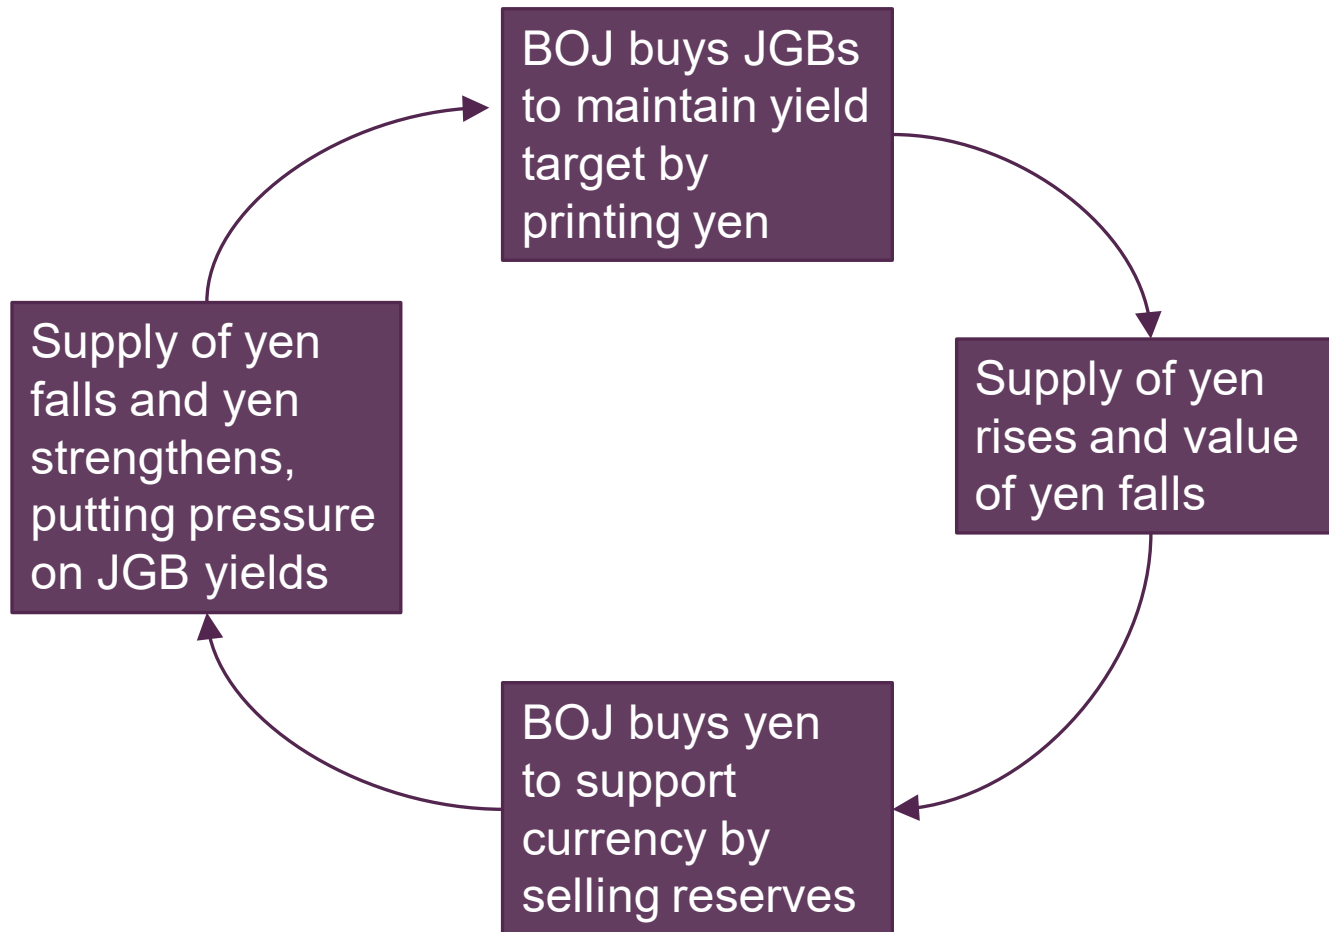 BOJ buys JGBs
to maintain yield
target by
printing yen
Supply of yen
rises and value
of yen falls
BOJ buys yen
to support
currency by
selling reserves
Supply of yen
falls and yen
strengthens,
putting pressure
on JGB yields